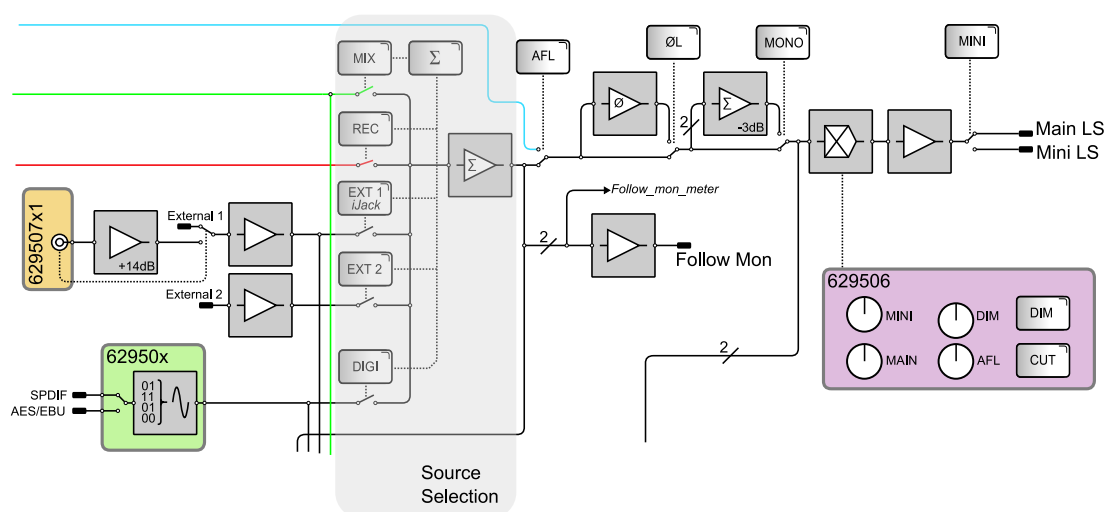 MIX
Σ
AFL
ØL
MONO
MINI
REC
Ø
2
Σ
-3dB
Main LS
Mini LS
Σ
EXT 1
iJack
Follow_mon_meter
629507x1
External 1
+14dB
2
Follow Mon
EXT 2
External 2
629506
MINI
DIM
DIM
MAIN
AFL
CUT
2
62950x
DIGI
SPDIF
AES/EBU
01
11
01
00
Source
Selection